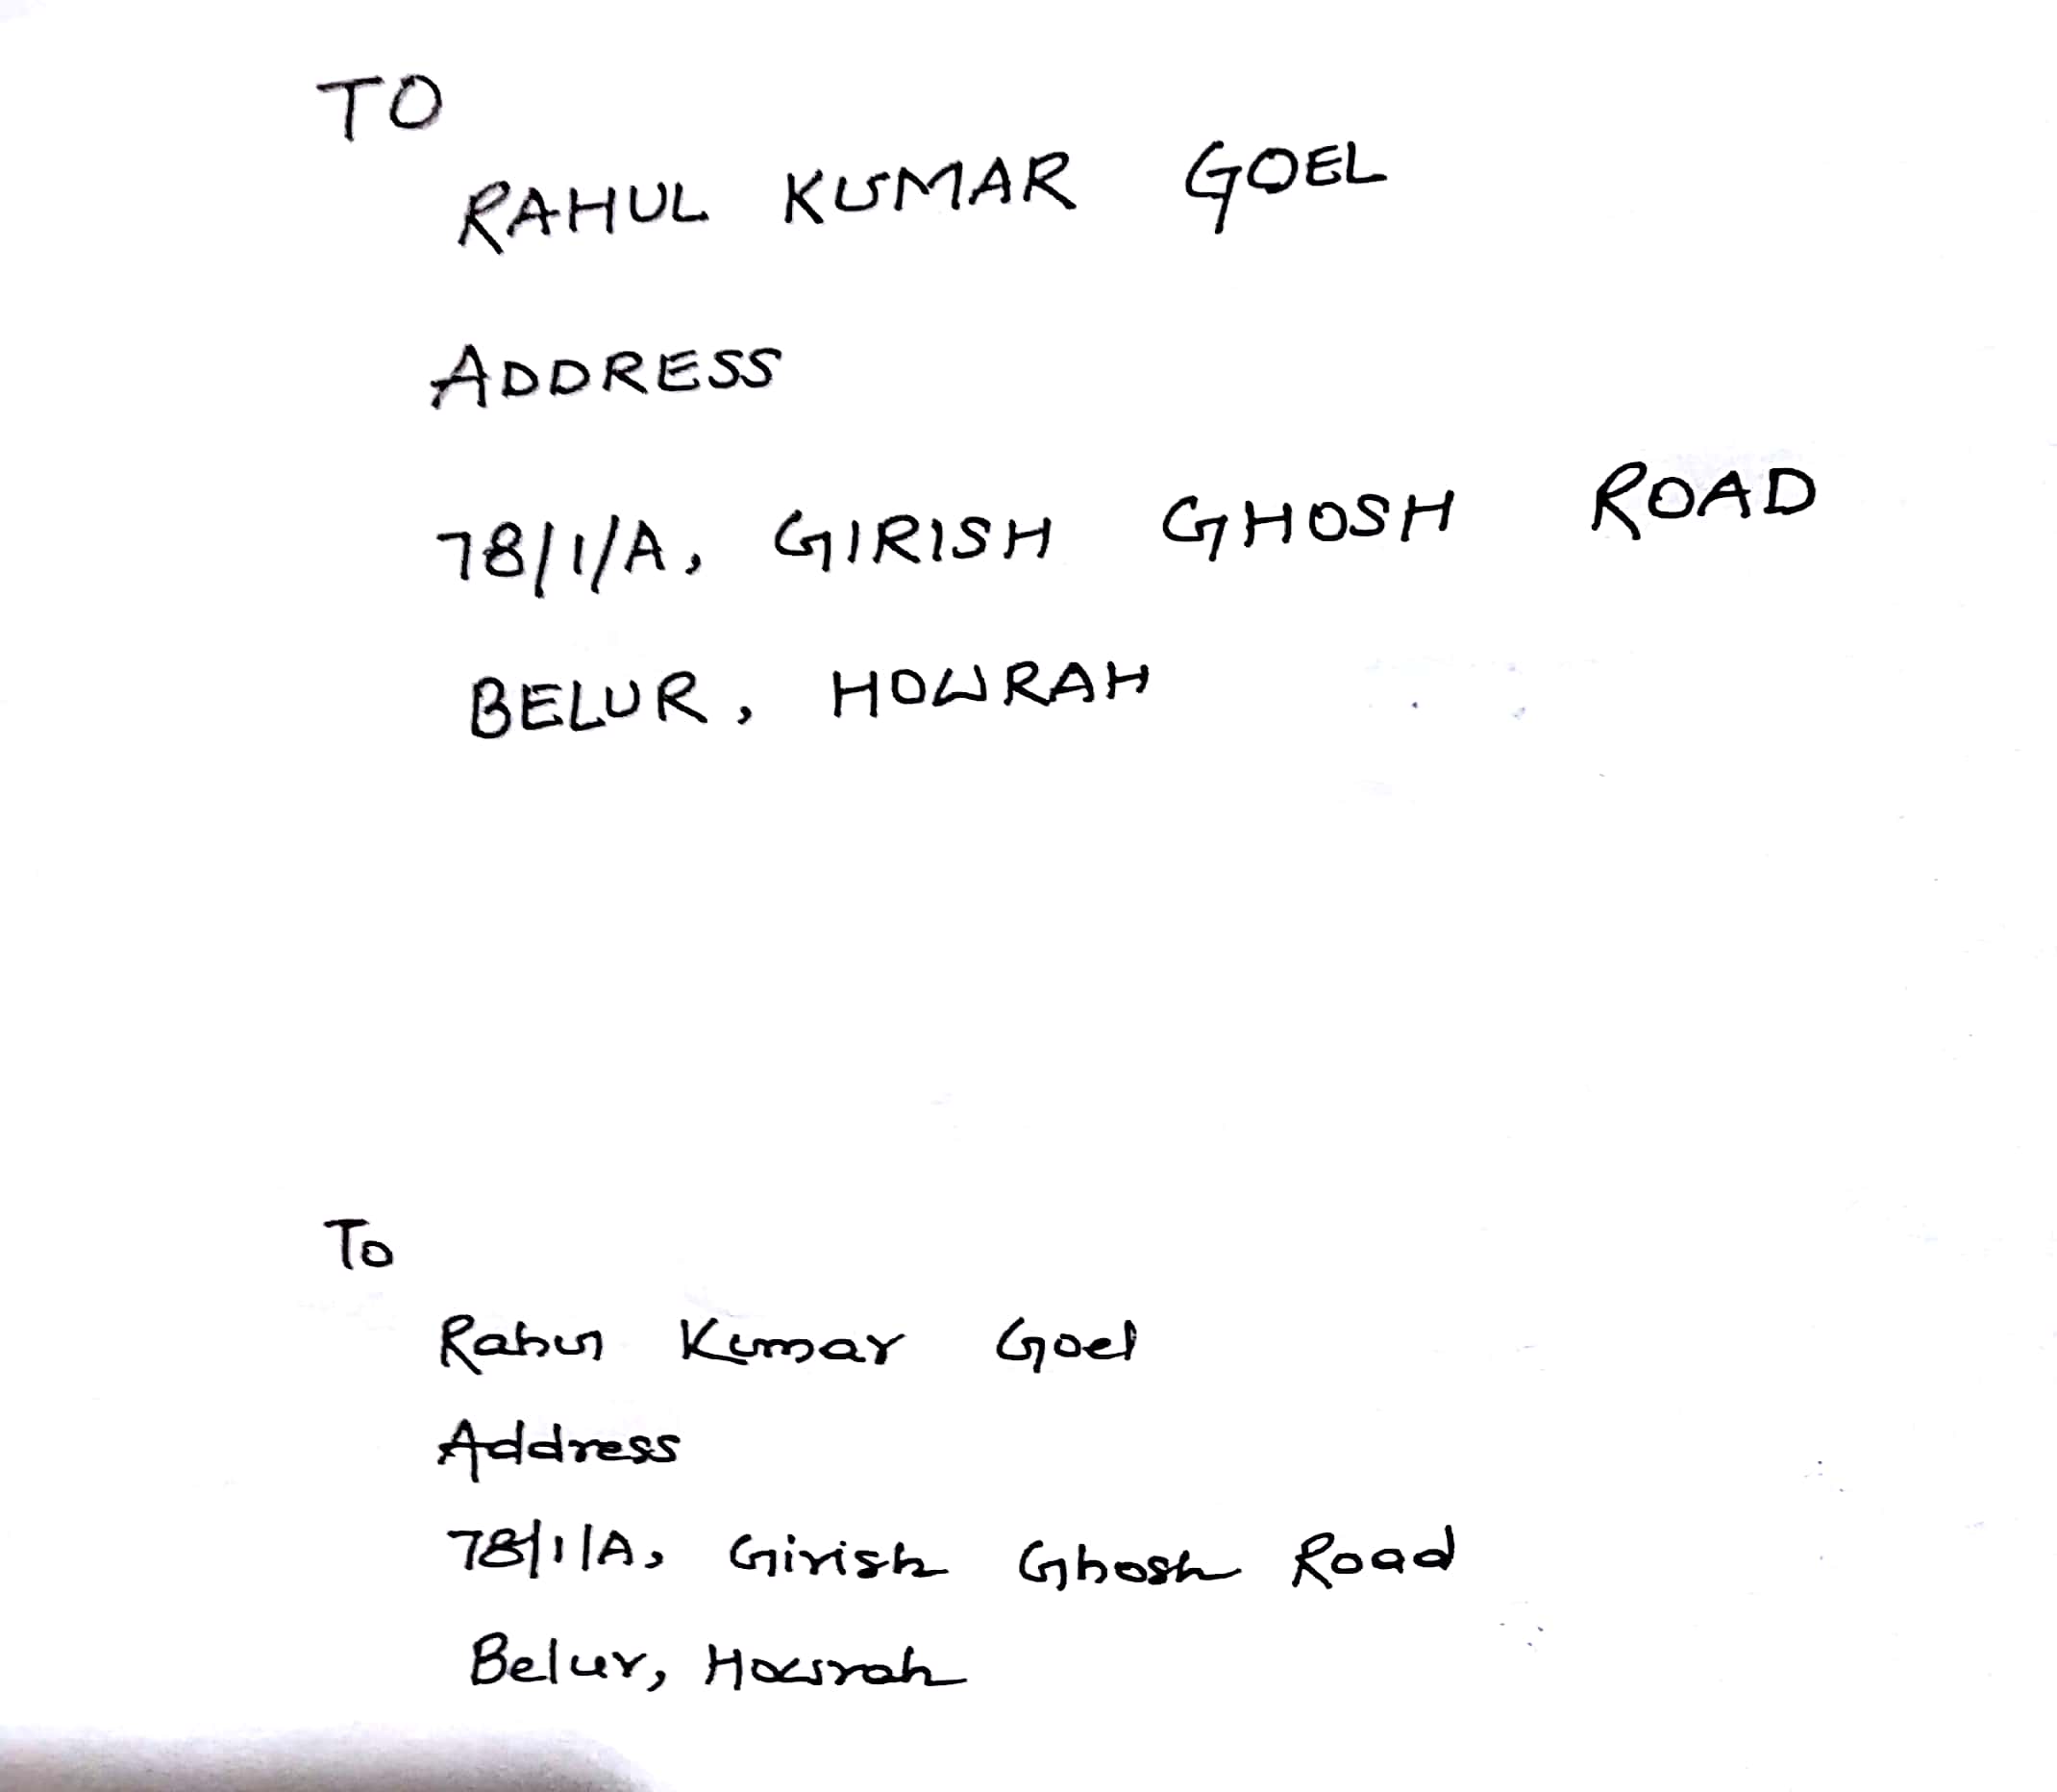 TO
RAHUL KUMAR GOEL
ADDRESS
78/1/A, GIRISH GHOSH ROAD
BELUR, HOWRAH
To
Rahul Kumar Goel
Address
78/1/A, Girish Ghosh Road
Belur, Howrah